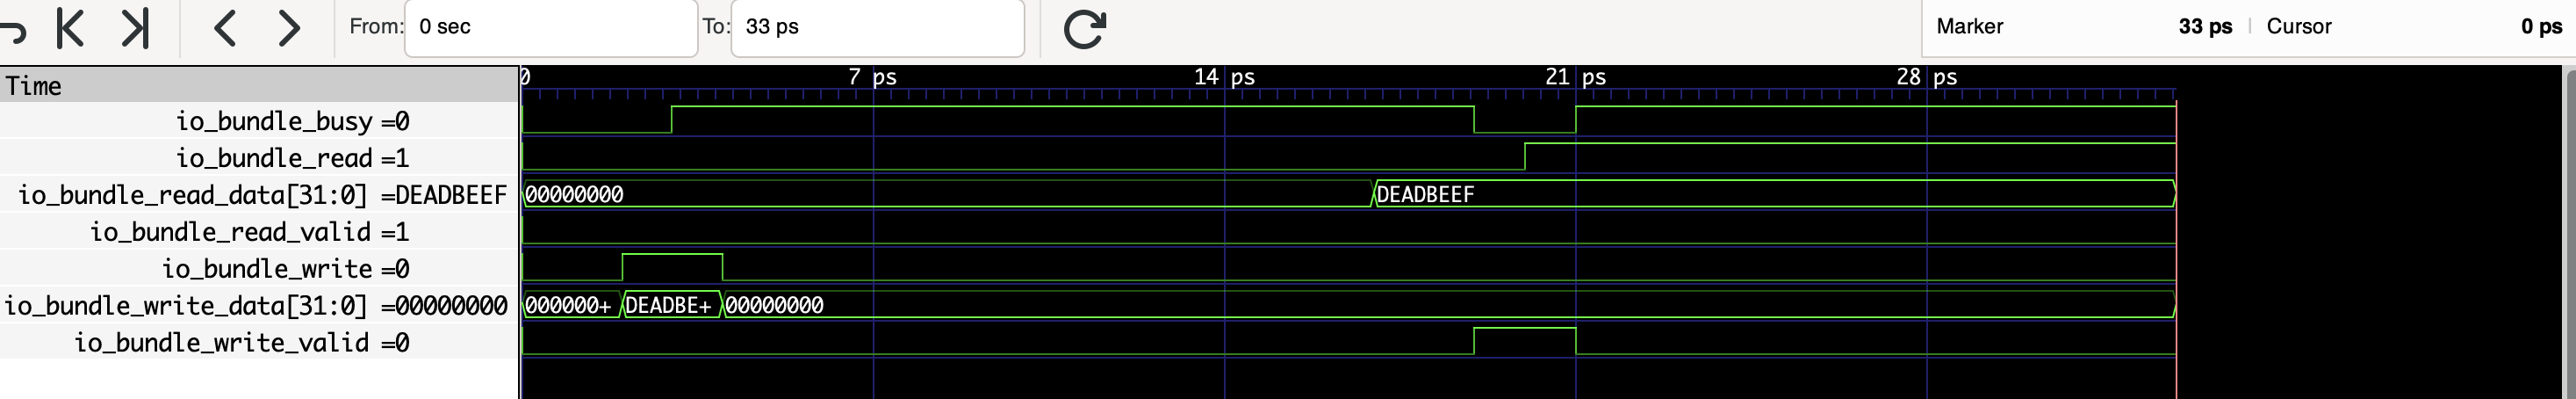 From: 0 sec To: 33 ps Marker 33 ps | Cursor 0 ps
Time 0 7 ps 14 ps 21 ps 28 ps
io_bundle_busy =0
io_bundle_read =1
io_bundle_read_data[31:0] =DEADBEEF 00000000 DEADBEEF
io_bundle_read_valid =1
io_bundle_write =0
io_bundle_write_data[31:0] =00000000 000000+ DEADBE+ 00000000
io_bundle_write_valid =0